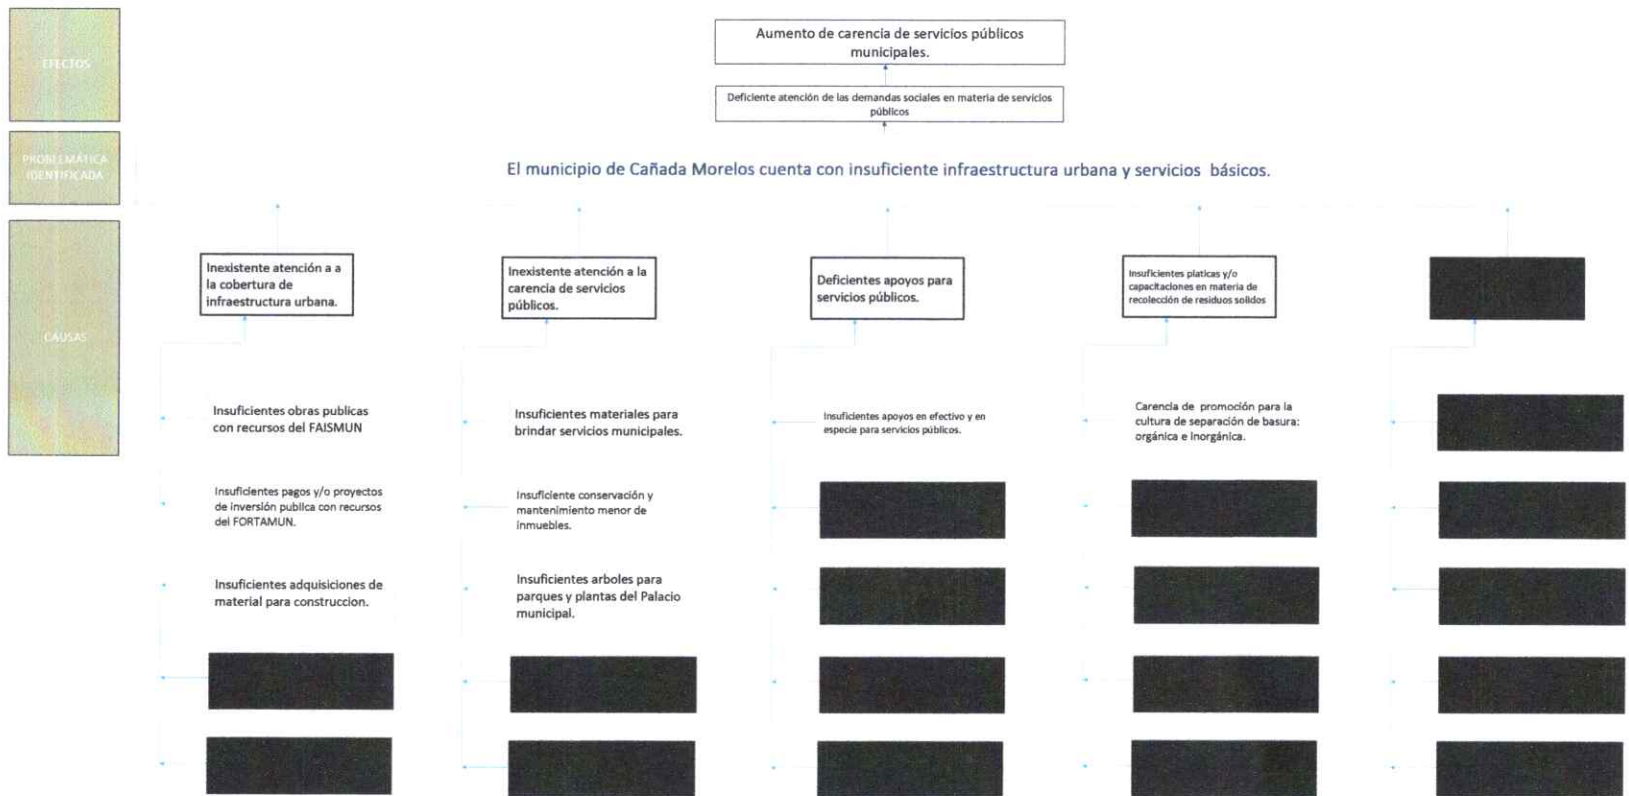 EFECTOS
Aumento de carencia de servicios públicos
municipales.
Deficiente atención de las demandas sociales en materia de servicios
públicos
PROBLEMÁTICA
IDENTIFICADA
El municipio de Cañada Morelos cuenta con insuficiente infraestructura urbana y servicios básicos.
CAUSAS
Inexistente atención a a
la cobertura de
infraestructura urbana.
Inexistente atención a la
carencia de servicios
públicos.
Deficientes apoyos para
servicios públicos.
Insuficientes platicas y/o
capacitaciones en materia de
recolección de residuos solidos
Insuficientes obras publicas
con recursos del FAISMUN
Insuficientes materiales para
brindar servicios municipales.
Insuficientes apoyos en efectivo y en
especie para servicios públicos.
Carencia de promoción para la
cultura de separación de basura:
orgánica e Inorgánica.
Insuficientes pagos y/o proyectos
de inversión publica con recursos
del FORTAMUN.
Insuficiente conservación y
mantenimiento menor de
inmuebles.
Insuficientes adquisiciones de
material para construccion.
Insuficientes arboles para
parques y plantas del Palacio
municipal.